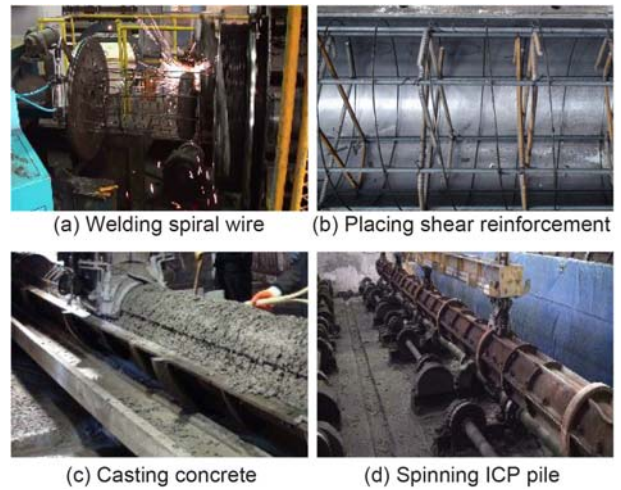 (a) Welding spiral wire
(b) Placing shear reinforcement
(c) Casting concrete
(d) Spinning ICP pile